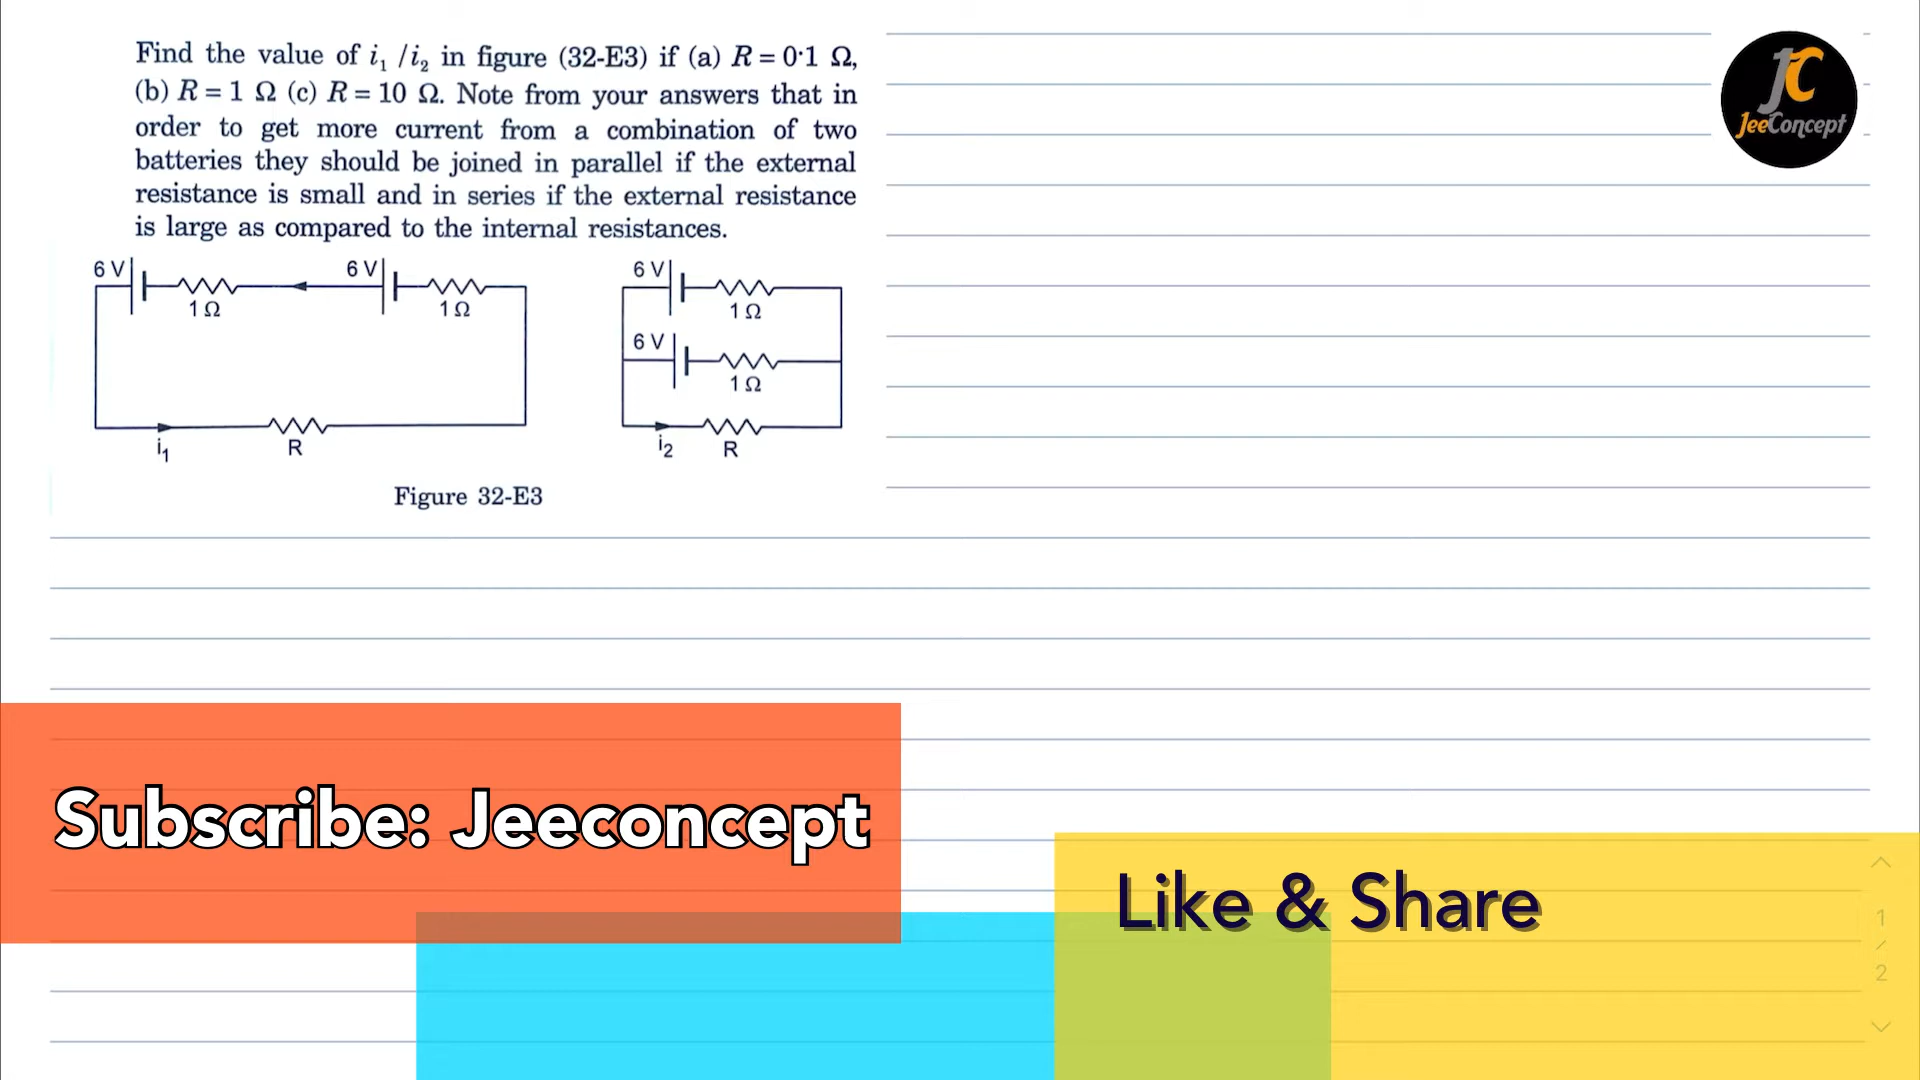 Find the value of i₁ /i₂ in figure (32-E3) if (a) R = 0·1 Ω,
(b) R = 1 Ω (c) R = 10 Ω. Note from your answers that in
order to get more current from a combination of two
batteries they should be joined in parallel if the external
resistance is small and in series if the external resistance
is large as compared to the internal resistances.
6 V
1 Ω
6 V
1 Ω
i₁
R
6 V
1 Ω
6 V
1 Ω
i₂
R
Figure 32-E3
JC
JeeConcept
Subscribe: Jeeconcept
Like & Share
1
2